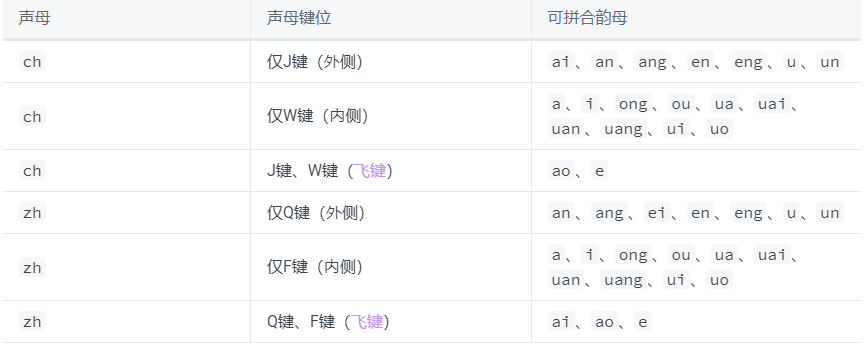 声母 声母键位 可拼合韵母
ch 仅J键（外侧） ai、an、ang、en、eng、u、un
ch 仅W键（内侧） a、i、ong、ou、ua、uai、
uan、uang、ui、uo
ch J键、W键（飞键） ao、e
zh 仅Q键（外侧） an、ang、ei、en、eng、u、un
zh 仅F键（内侧） a、i、ong、ou、ua、uai、
uan、uang、ui、uo
zh Q键、F键（飞键） ai、ao、e